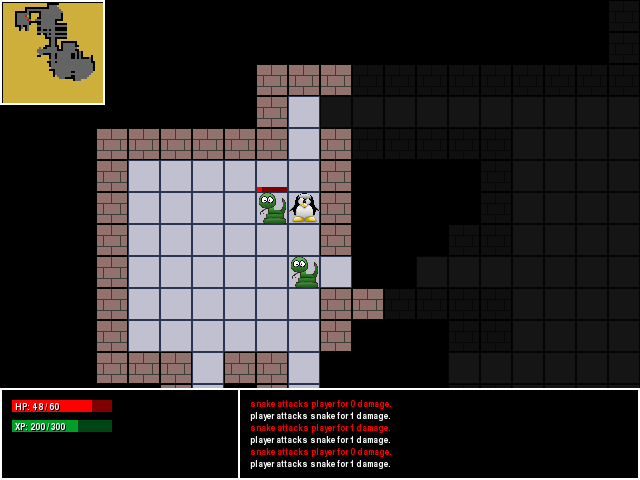 HP: 48/60
XP: 200/300
snake attacks player for 0 damage.
player attacks snake for 1 damage.
snake attacks player for 1 damage.
player attacks snake for 1 damage.
snake attacks player for 0 damage.
player attacks snake for 1 damage.